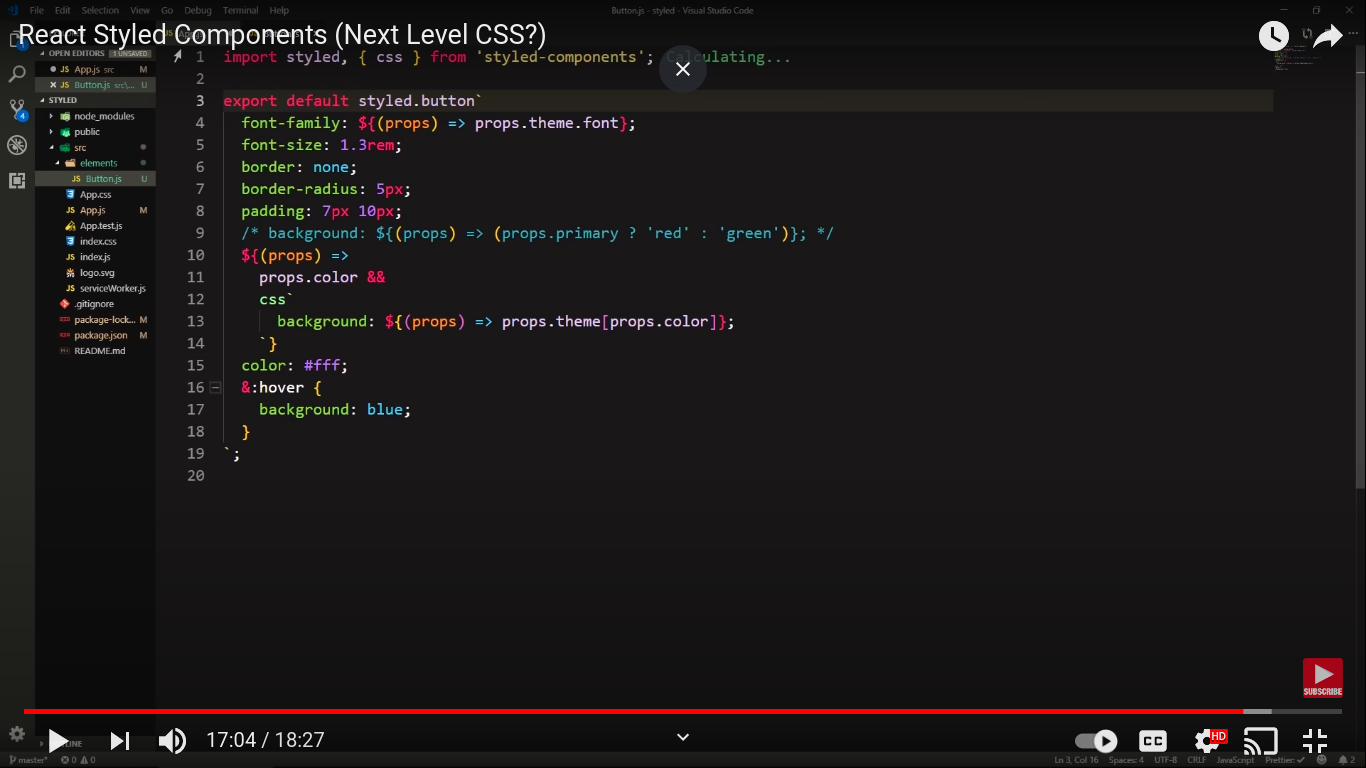 File Edit Selection View Go Debug Terminal Help
Button.js - styled - Visual Studio Code
React Styled Components (Next Level CSS?)
OPEN EDITORS 1 UNSAVED
JS App.js src M
JS Button.js src\... U
STYLED
node_modules
public
src
elements
JS Button.js U
App.css
JS App.js M
App.test.js
index.css
JS index.js
logo.svg
JS serviceWorker.js
.gitignore
package-lock... M
package.json M
README.md
1 import styled, { css } from 'styled-components'; Calculating...
2
3 export default styled.button`
4 font-family: ${(props) => props.theme.font};
5 font-size: 1.3rem;
6 border: none;
7 border-radius: 5px;
8 padding: 7px 10px;
9 /* background: ${(props) => (props.primary ? 'red' : 'green')}; */
10 ${(props) =>
11 props.color &&
12 css`
13 background: ${(props) => props.theme[props.color]};
14 `}
15 color: #fff;
16 &:hover {
17 background: blue;
18 }
19 `;
20
4
SUBSCRIBE
17:04 / 18:27
CC
HD
master*
0 0
Ln 3, Col 16 Spaces: 4 UTF-8 CRLF JavaScript Prettier: ✓ 2